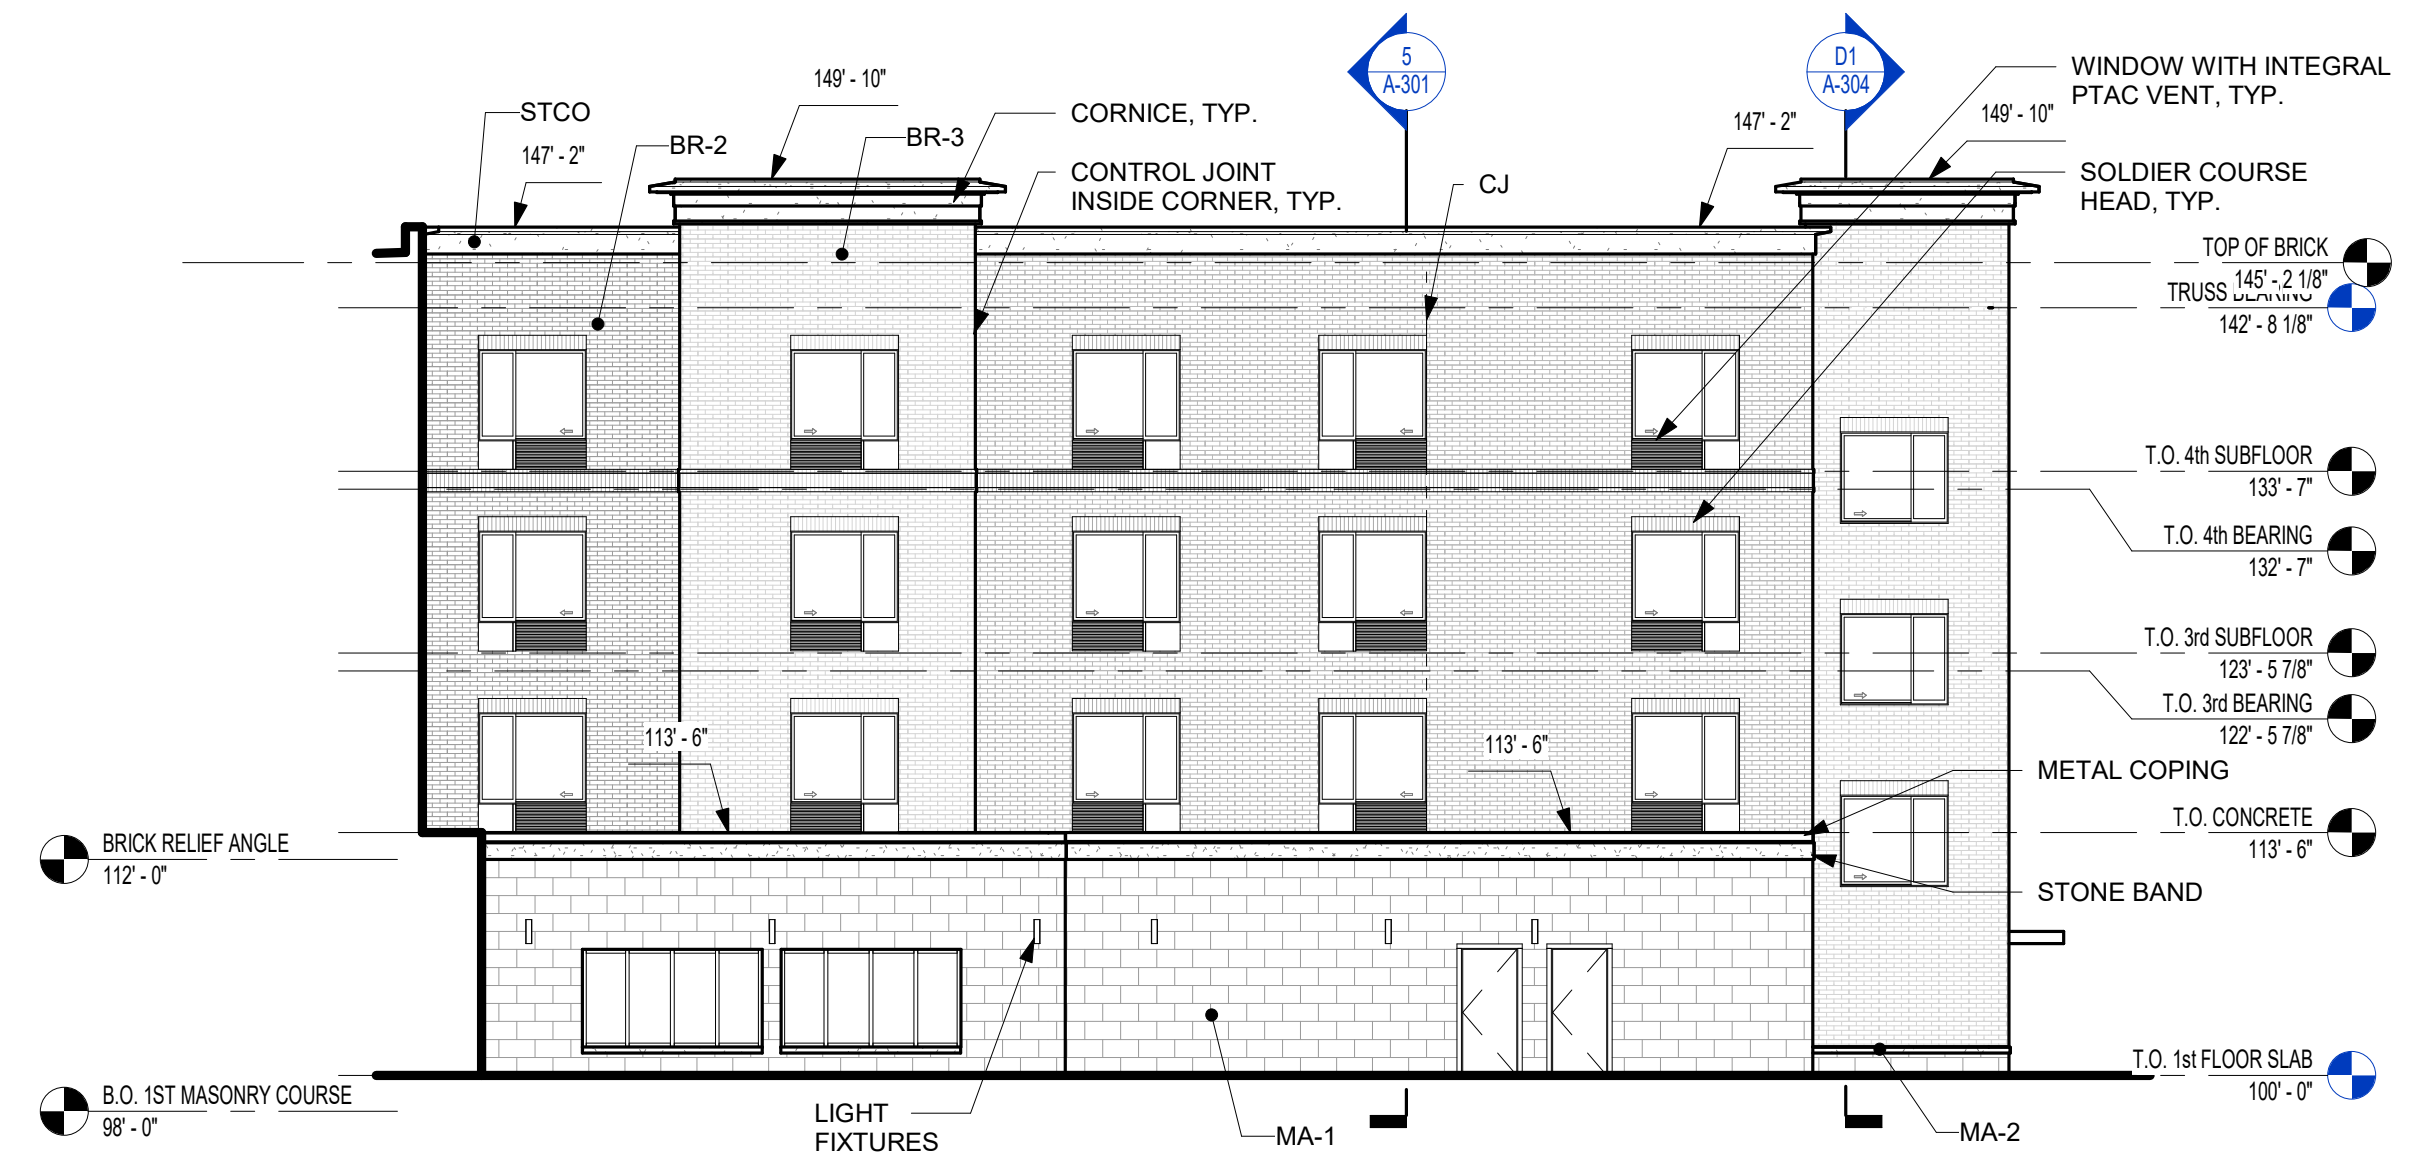 5
A-301
D1
A-304
WINDOW WITH INTEGRAL
PTAC VENT, TYP.
149' - 10"
STCO
CORNICE, TYP.
BR-3
BR-2
147' - 2"
147' - 2"
149' - 10"
CONTROL JOINT
INSIDE CORNER, TYP.
CJ
SOLDIER COURSE
HEAD, TYP.
TOP OF BRICK
145' - 2 1/8"
TRUSS BEARING
142' - 8 1/8"
T.O. 4th SUBFLOOR
133' - 7"
T.O. 4th BEARING
132' - 7"
T.O. 3rd SUBFLOOR
123' - 5 7/8"
T.O. 3rd BEARING
122' - 5 7/8"
113' - 6"
113' - 6"
METAL COPING
T.O. CONCRETE
113' - 6"
BRICK RELIEF ANGLE
112' - 0"
STONE BAND
T.O. 1st FLOOR SLAB
100' - 0"
B.O. 1ST MASONRY COURSE
98' - 0"
LIGHT
FIXTURES
MA-1
MA-2